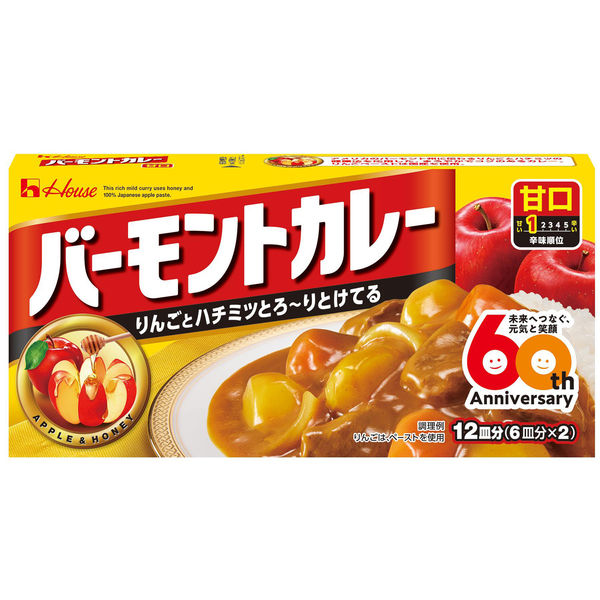 バーモントカレー
甘口
House
This rich mild curry uses honey and
100% Japanese apple paste.
甘口
甘い 1 2 3 4 5 辛い
辛味順位
バーモントカレー
りんごとハチミツとろ〜りとけてる
未来へつなぐ、
元気と笑顔
60th
Anniversary
APPLE & HONEY
調理例
りんごは、ペーストを使用
12皿分(6皿分×2)